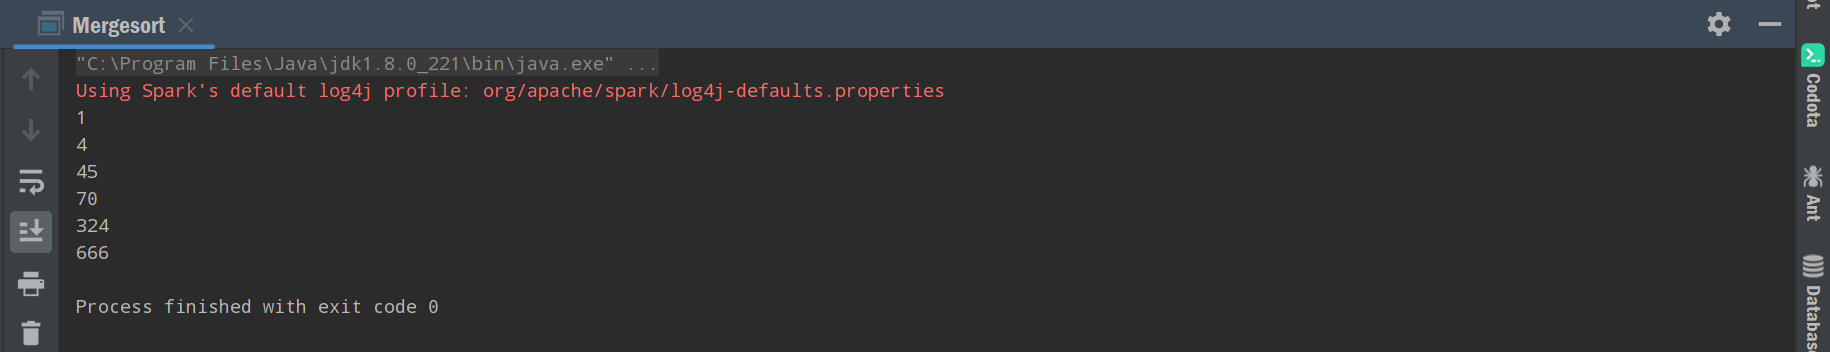 Mergesort
"C:\Program Files\Java\jdk1.8.0_221\bin\java.exe" ...
Using Spark's default log4j profile: org/apache/spark/log4j-defaults.properties
1
4
45
70
324
666
Process finished with exit code 0
Codota
Ant